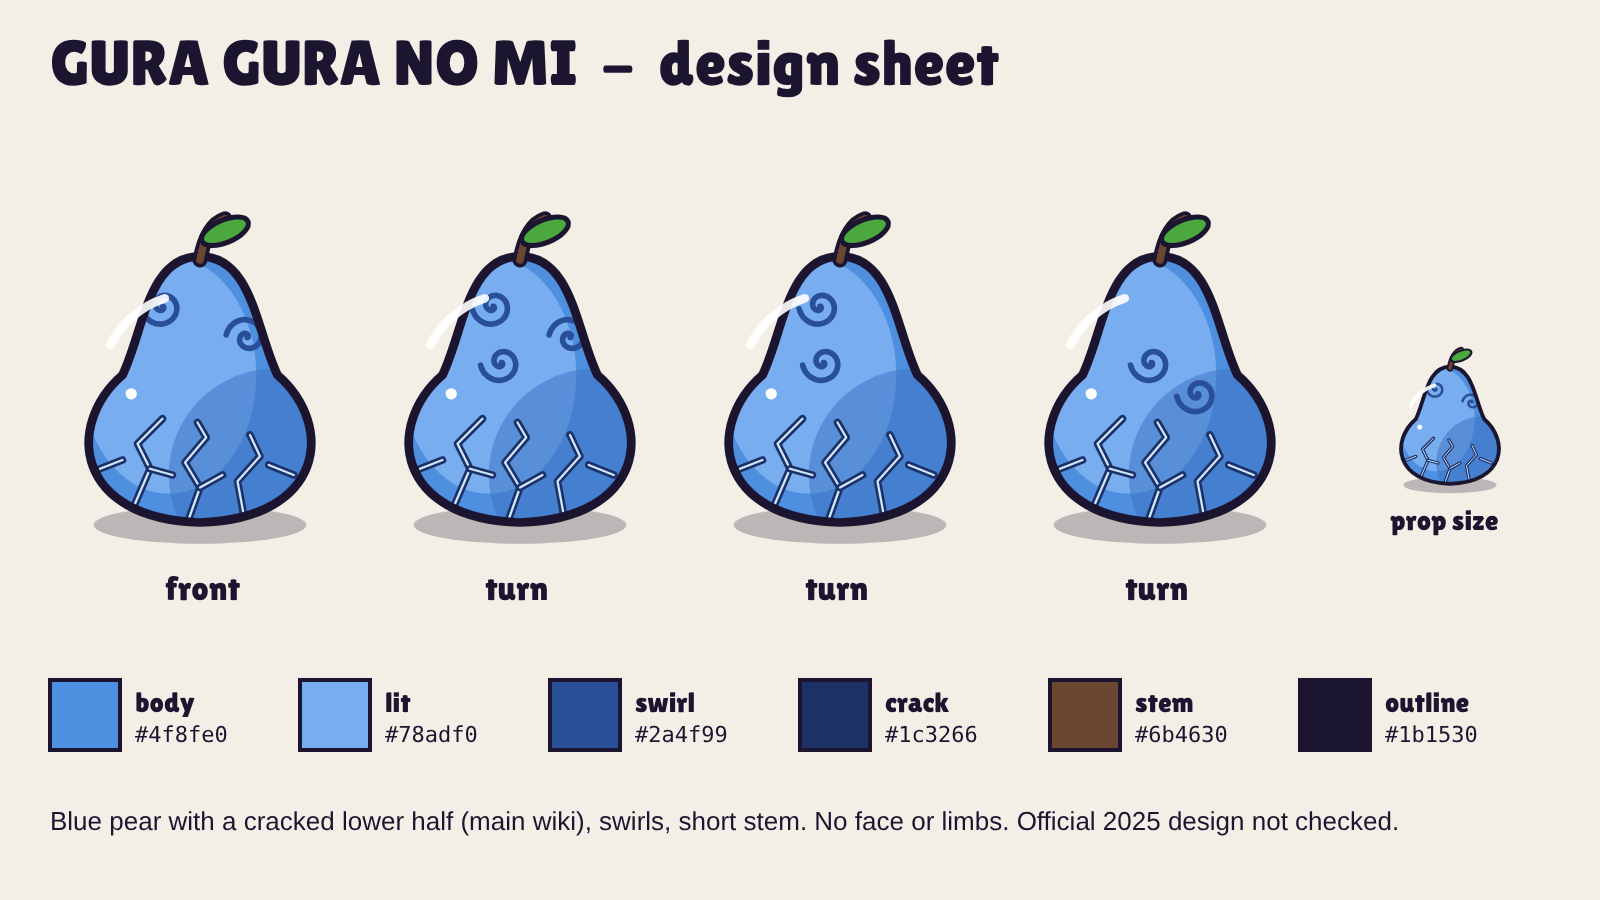 GURA GURA NO MI – design sheet
prop size
front
turn
turn
turn
body
#4f8fe0
lit
#78adf0
swirl
#2a4f99
crack
#1c3266
stem
#6b4630
outline
#1b1530
Blue pear with a cracked lower half (main wiki), swirls, short stem. No face or limbs. Official 2025 design not checked.